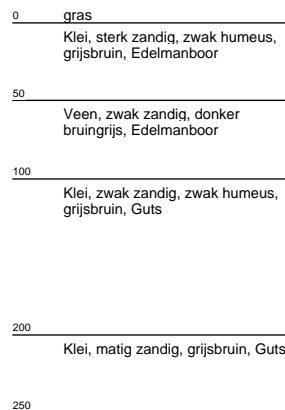 0 gras
Klei, sterk zandig, zwak humeus,
grijsbruin, Edelmanboor
50
Veen, zwak zandig, donker
bruingrijs, Edelmanboor
100
Klei, zwak zandig, zwak humeus,
grijsbruin, Guts
200
Klei, matig zandig, grijsbruin, Guts
250